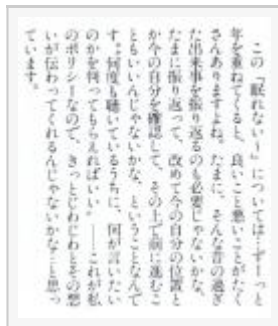 この「眠れない〜」については…ずーっと
年を重ねてくると、良いこと悪いことがたく
さんありますよね。たまに、そんな昔の過ぎ
た出来事を振り返るのも必要じゃないかな、
たまに振り返って、改めて今の自分の位置と
か今の自分を確認して、その上で前に進むこ
ともいいんじゃないかな、ということなんで
す。何度も聴いているうちに、何が言いたい
のかを判ってもらえればいい。――これが私
のポリシーなので、きっとじわじわとその想
いが伝わってくれるんじゃないかな、と思っ
ています。